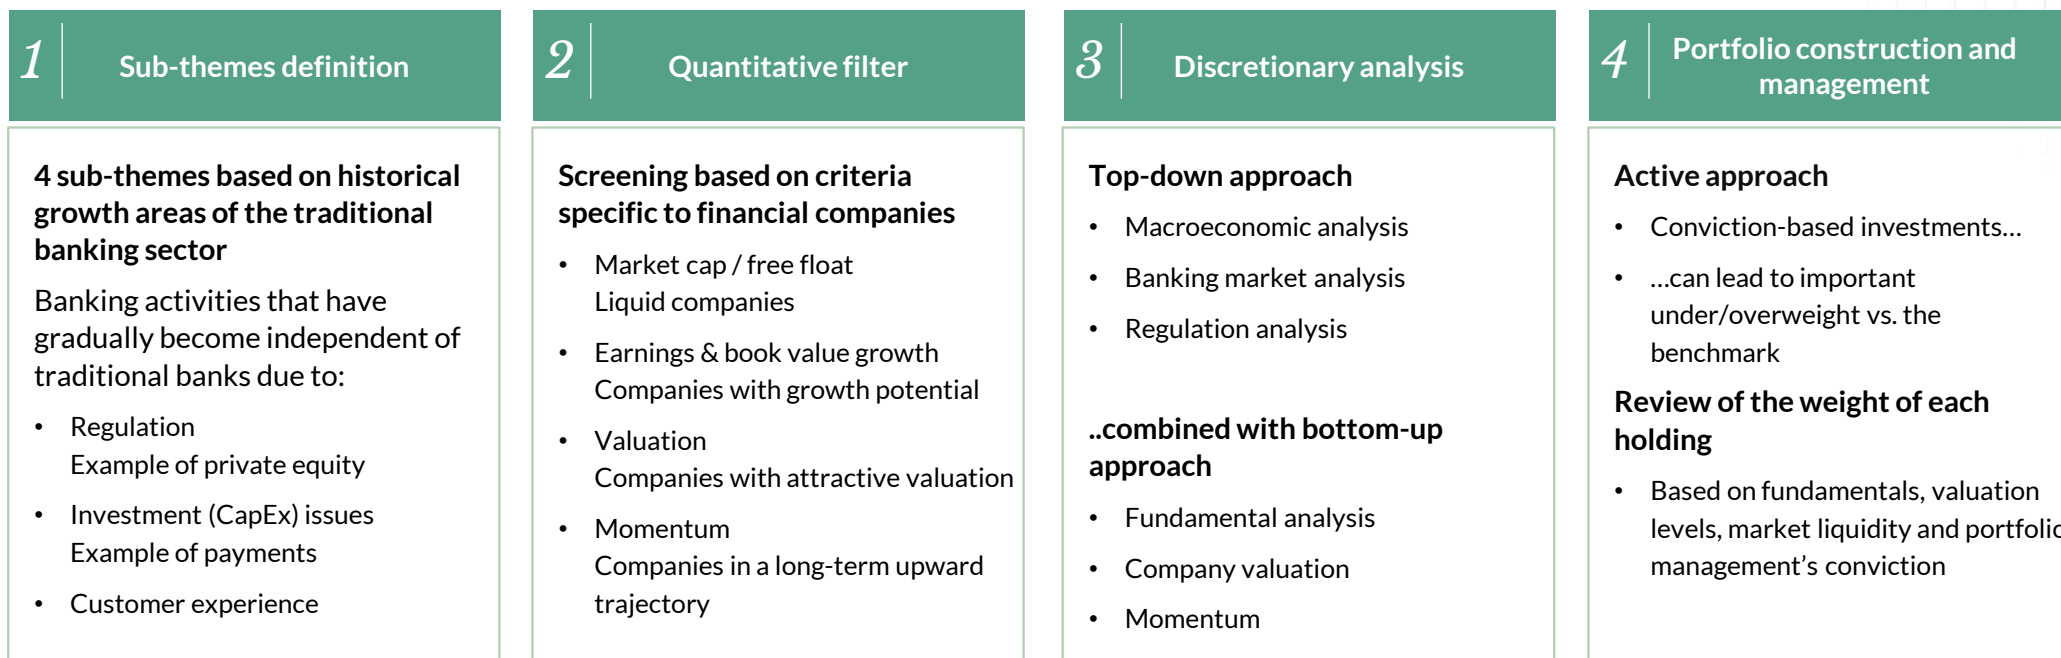 1
Sub-themes definition
4 sub-themes based on historical
growth areas of the traditional
banking sector
Banking activities that have
gradually become independent of
traditional banks due to:
• Regulation
Example of private equity
• Investment (CapEx) issues
Example of payments
• Customer experience
2
Quantitative filter
Screening based on criteria
specific to financial companies
• Market cap / free float
Liquid companies
• Earnings & book value growth
Companies with growth potential
• Valuation
Companies with attractive valuation
• Momentum
Companies in a long-term upward
trajectory
3
Discretionary analysis
Top-down approach
• Macroeconomic analysis
• Banking market analysis
• Regulation analysis
..combined with bottom-up
approach
• Fundamental analysis
• Company valuation
• Momentum
4
Portfolio construction and
management
Active approach
• Conviction-based investments…
• …can lead to important
under/overweight vs. the
benchmark
Review of the weight of each
holding
• Based on fundamentals, valuation
levels, market liquidity and portfolio
management’s conviction